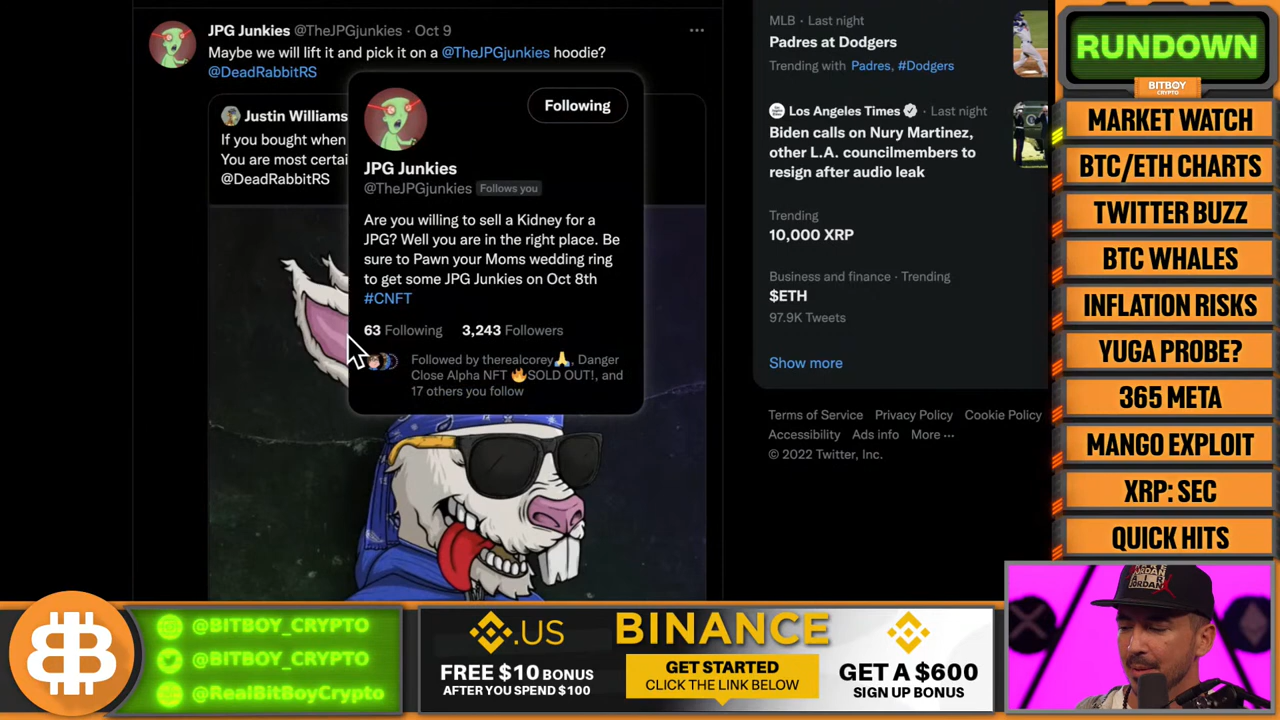 JPG Junkies @TheJPGjunkies · Oct 9
Maybe we will lift it and pick it on a @TheJPGjunkies hoodie?
@DeadRabbitRS
Justin Williams
If you bought when
You are most certai
@DeadRabbitRS
Following
JPG Junkies
@TheJPGjunkies Follows you
Are you willing to sell a Kidney for a
JPG? Well you are in the right place. Be
sure to Pawn your Moms wedding ring
to get some JPG Junkies on Oct 8th
#CNFT
63 Following 3,243 Followers
Followed by therealcorey🙏, Danger
Close Alpha NFT 🔥SOLD OUT!, and
17 others you follow
MLB · Last night
Padres at Dodgers
Trending with Padres, #Dodgers
Los Angeles Times · Last night
Biden calls on Nury Martinez,
other L.A. councilmembers to
resign after audio leak
Trending
10,000 XRP
Business and finance · Trending
$ETH
97.9K Tweets
Show more
Terms of Service Privacy Policy Cookie Policy
Accessibility Ads info More ···
© 2022 Twitter, Inc.
RUNDOWN
BITBOY
CRYPTO
MARKET WATCH
BTC/ETH CHARTS
TWITTER BUZZ
BTC WHALES
INFLATION RISKS
YUGA PROBE?
365 META
MANGO EXPLOIT
XRP: SEC
QUICK HITS
@BITBOY_CRYPTO
@BITBOY_CRYPTO
@RealBitBoyCrypto
.US
FREE $10 BONUS
AFTER YOU SPEND $100
BINANCE
GET STARTED
CLICK THE LINK BELOW
GET A $600
SIGN UP BONUS